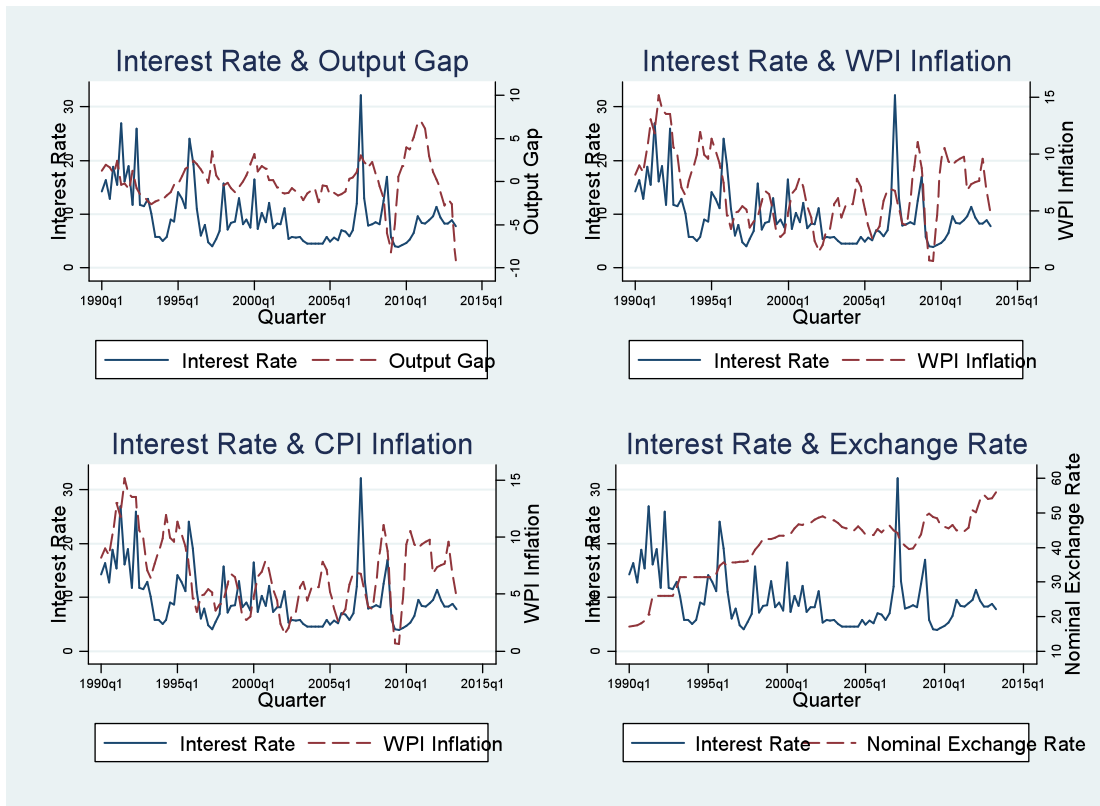 Interest Rate & Output Gap
Interest Rate
0
10
20
30
Output Gap
-10
-5
0
5
10
1990q1 1995q1 2000q1 2005q1 2010q1 2015q1
Quarter
Interest Rate Output Gap
Interest Rate & WPI Inflation
Interest Rate
0
10
20
30
WPI Inflation
0
5
10
15
1990q1 1995q1 2000q1 2005q1 2010q1 2015q1
Quarter
Interest Rate WPI Inflation
Interest Rate & CPI Inflation
Interest Rate
0
10
20
30
WPI Inflation
0
5
10
15
1990q1 1995q1 2000q1 2005q1 2010q1 2015q1
Quarter
Interest Rate WPI Inflation
Interest Rate & Exchange Rate
Interest Rate
0
10
20
30
Nominal Exchange Rate
10
20
30
40
50
60
1990q1 1995q1 2000q1 2005q1 2010q1 2015q1
Quarter
Interest Rate Nominal Exchange Rate